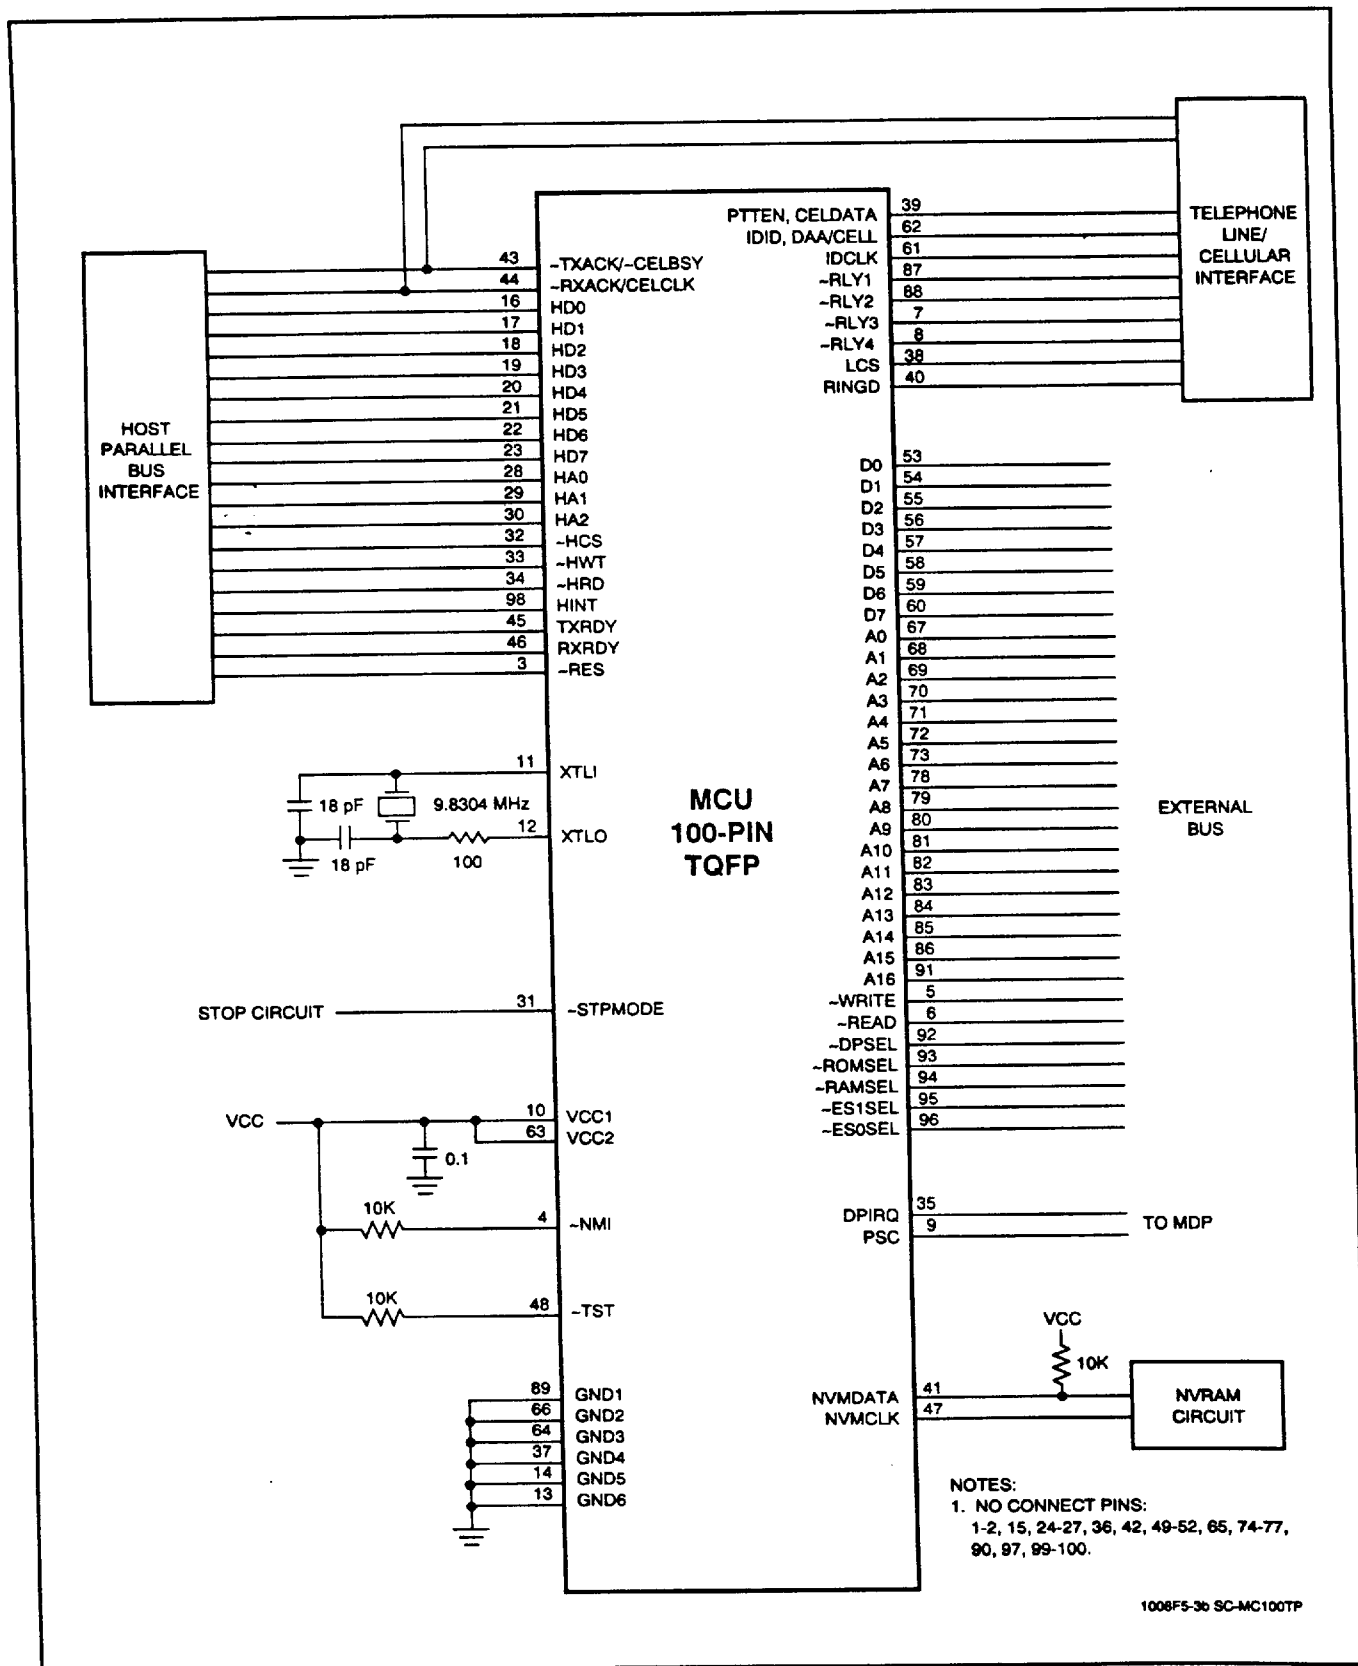 TELEPHONE
LINE/
CELLULAR
INTERFACE
HOST
PARALLEL
BUS
INTERFACE
43 ~TXACK/~CELBSY
44 ~RXACK/CELCLK
16 HD0
17 HD1
18 HD2
19 HD3
20 HD4
21 HD5
22 HD6
23 HD7
28 HA0
29 HA1
30 HA2
32 ~HCS
33 ~HWT
34 ~HRD
98 HINT
45 TXRDY
46 RXRDY
3 ~RES
11 XTLI
18 pF 9.8304 MHz
12 XTLO
18 pF 100
STOP CIRCUIT 31 ~STPMODE
VCC 10 VCC1
63 VCC2
0.1
10K 4 ~NMI
10K 48 ~TST
89 GND1
66 GND2
64 GND3
37 GND4
14 GND5
13 GND6
MCU
100-PIN
TQFP
PTTEN, CELDATA 39
IDID, DAA/CELL 62
IDCLK 61
~RLY1 87
~RLY2 88
~RLY3 7
~RLY4 8
LCS 38
RINGD 40
D0 53
D1 54
D2 55
D3 56
D4 57
D5 58
D6 59
D7 60
A0 67
A1 68
A2 69
A3 70
A4 71
A5 72
A6 73
A7 78
A8 79
A9 80
A10 81
A11 82
A12 83
A13 84
A14 85
A15 86
A16 91
~WRITE 5
~READ 6
~DPSEL 92
~ROMSEL 93
~RAMSEL 94
~ES1SEL 95
~ES0SEL 96
EXTERNAL
BUS
DPIRQ 35
PSC 9
TO MDP
VCC
10K
NVMDATA 41
NVMCLK 47
NVRAM
CIRCUIT
NOTES:
1. NO CONNECT PINS:
1-2, 15, 24-27, 36, 42, 49-52, 65, 74-77,
90, 97, 99-100.
1008F5-3b SC-MC100TP